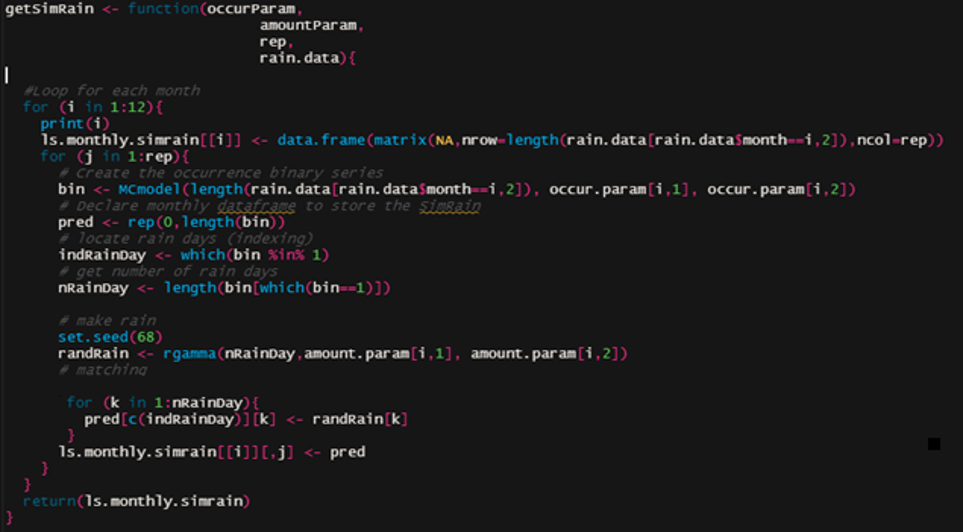 getSimRain <- function(occurParam,
amountParam,
rep,
rain.data){
#Loop for each month
for (i in 1:12){
print(i)
ls.monthly.simrain[[i]] <- data.frame(matrix(NA,nrow=length(rain.data[rain.data$month==i,2]),ncol=rep))
for (j in 1:rep){
# Create the occurrence binary series
bin <- MCmodel(length(rain.data[rain.data$month==i,2]), occur.param[i,1], occur.param[i,2])
# Declare monthly dataframe to store the SimRain
pred <- rep(0,length(bin))
# locate rain days (indexing)
indRainDay <- which(bin %in% 1)
# get number of rain days
nRainDay <- length(bin[which(bin==1)])
# make rain
set.seed(68)
randRain <- rgamma(nRainDay,amount.param[i,1], amount.param[i,2])
# matching
for (k in 1:nRainDay){
pred[c(indRainDay)][k] <- randRain[k]
}
ls.monthly.simrain[[i]][,j] <- pred
}
}
return(ls.monthly.simrain)
}